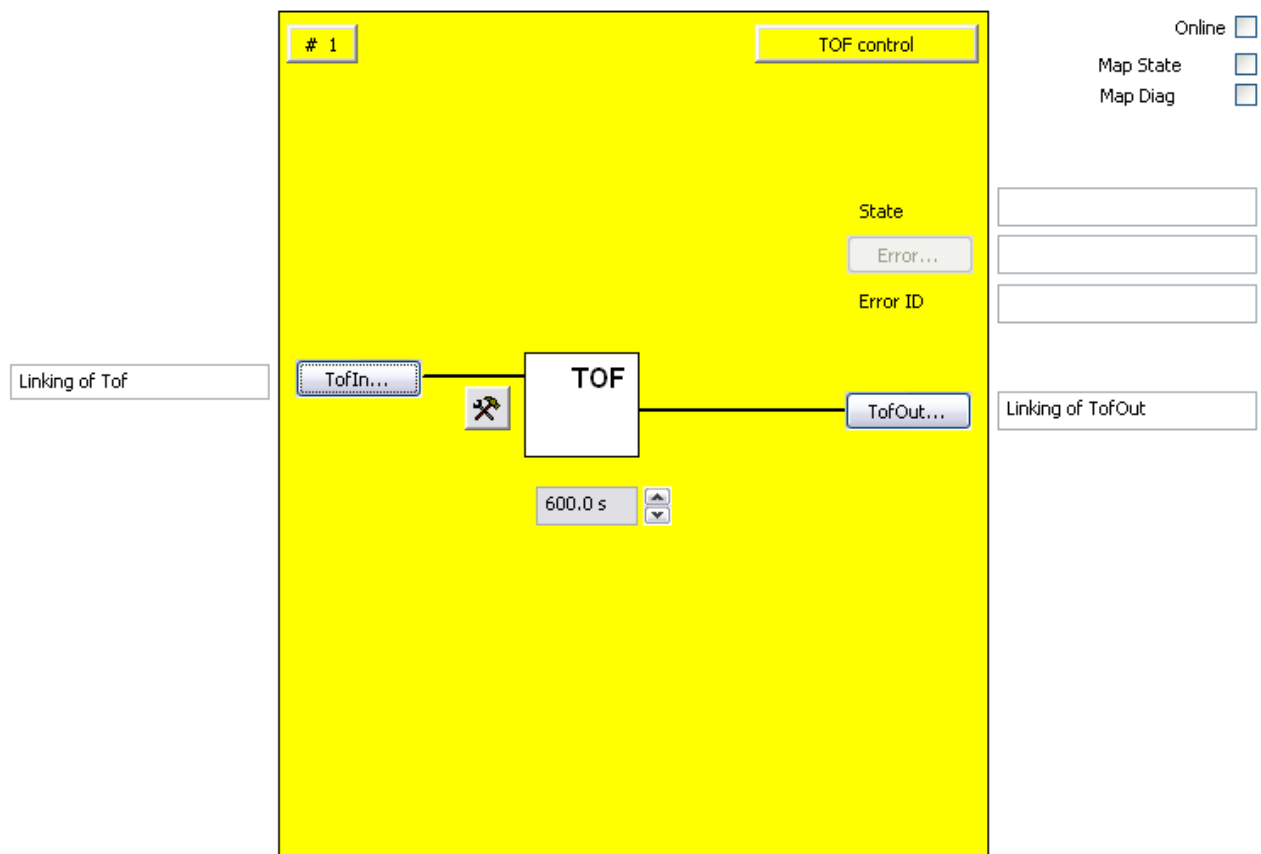 # 1
TOF control
Online
Map State
Map Diag
State
Error...
Error ID
Linking of Tof
TofIn...
TOF
TofOut...
Linking of TofOut
600.0 s